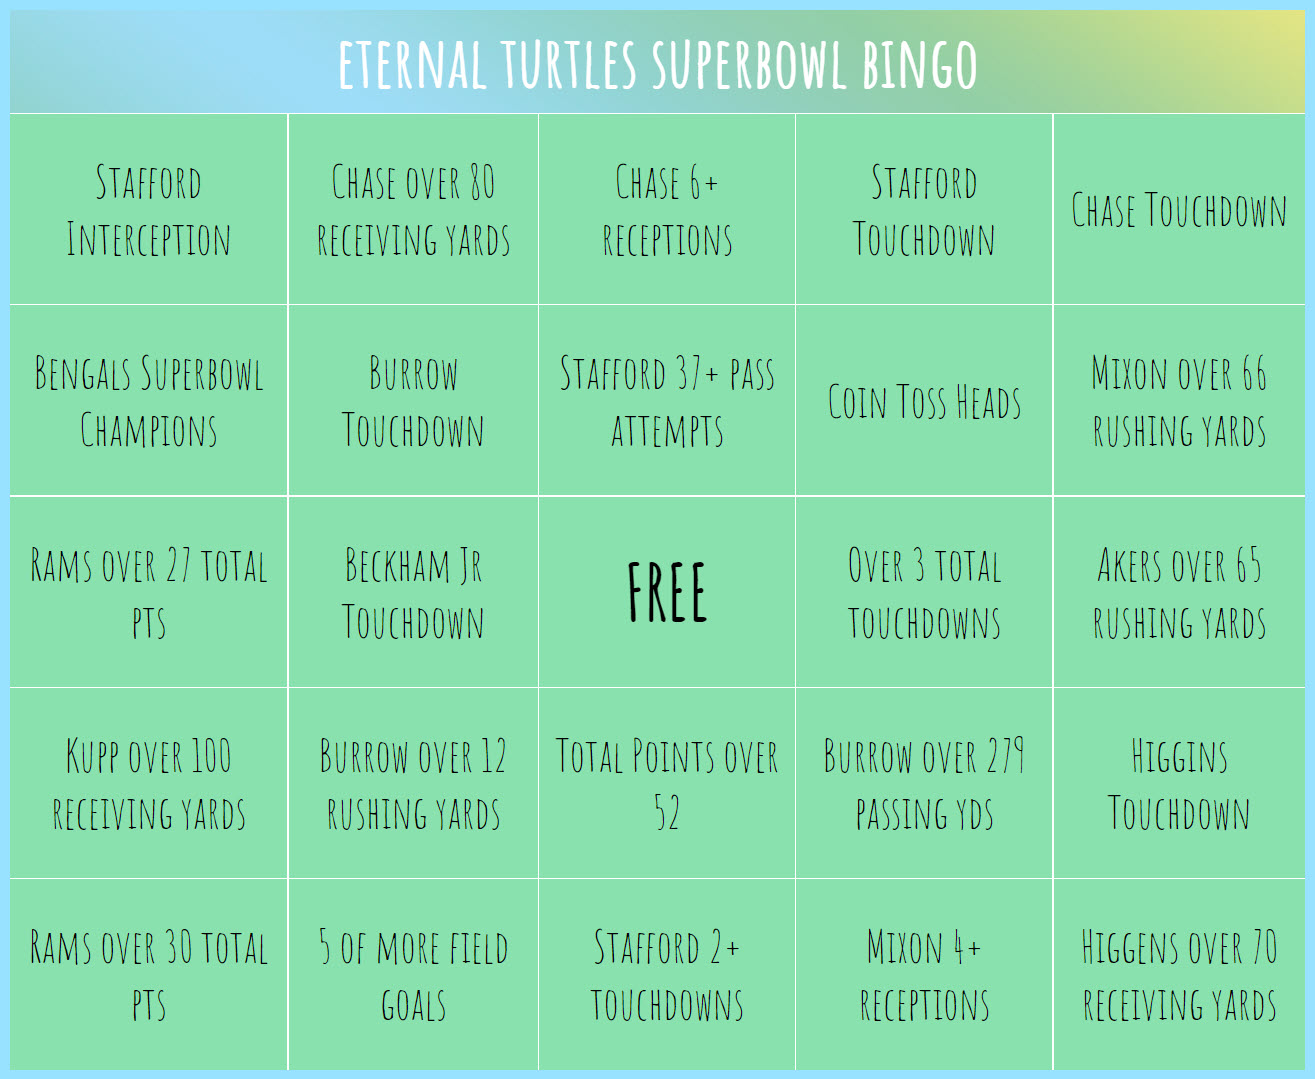 ETERNAL TURTLES SUPERBOWL BINGO
Stafford
Interception
Chase over 80
receiving yards
Chase 6+
receptions
Stafford
Touchdown
Chase Touchdown
Bengals Superbowl
Champions
Burrow
Touchdown
Stafford 37+ pass
attempts
Coin Toss Heads
Mixon over 66
rushing yards
Rams over 27 total
pts
Beckham Jr
Touchdown
FREE
Over 3 total
touchdowns
Akers over 65
rushing yards
Kupp over 100
receiving yards
Burrow over 12
rushing yards
Total Points over
52
Burrow over 279
passing yds
Higgins
Touchdown
Rams over 30 total
pts
5 of more field
goals
Stafford 2+
touchdowns
Mixon 4+
receptions
Higgens over 70
receiving yards